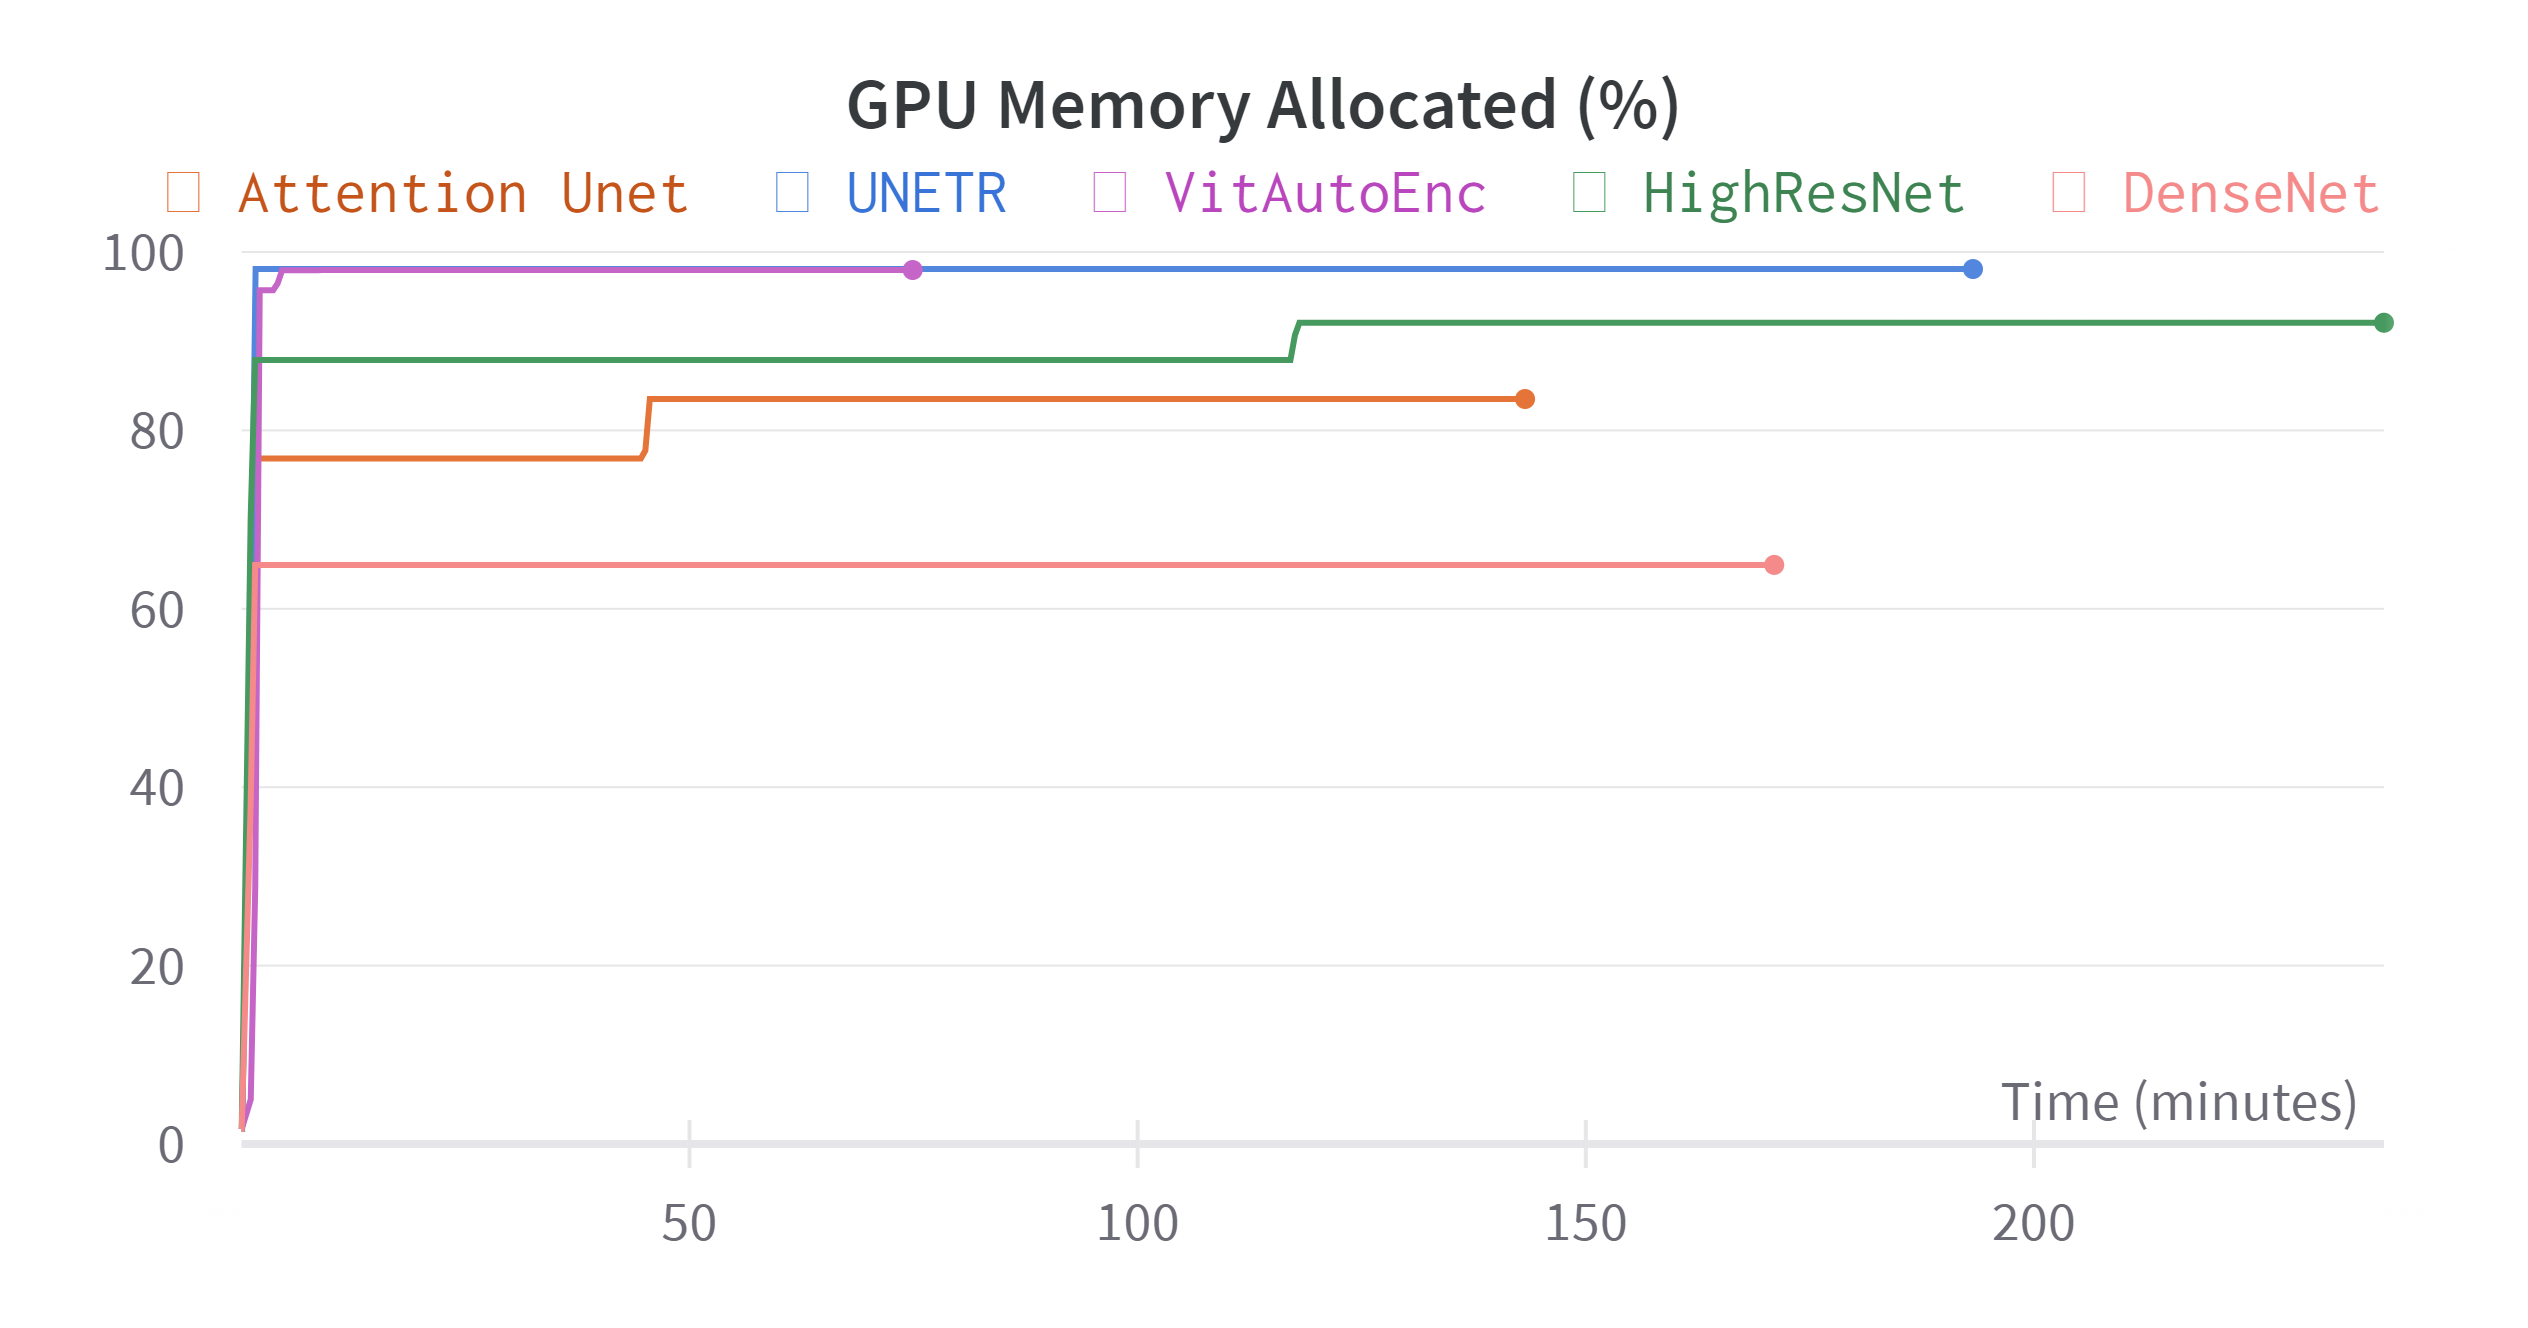 GPU Memory Allocated (%)
Attention Unet UNETR VitAutoEnc HighResNet DenseNet
100
80
60
40
20
0
Time (minutes)
50 100 150 200